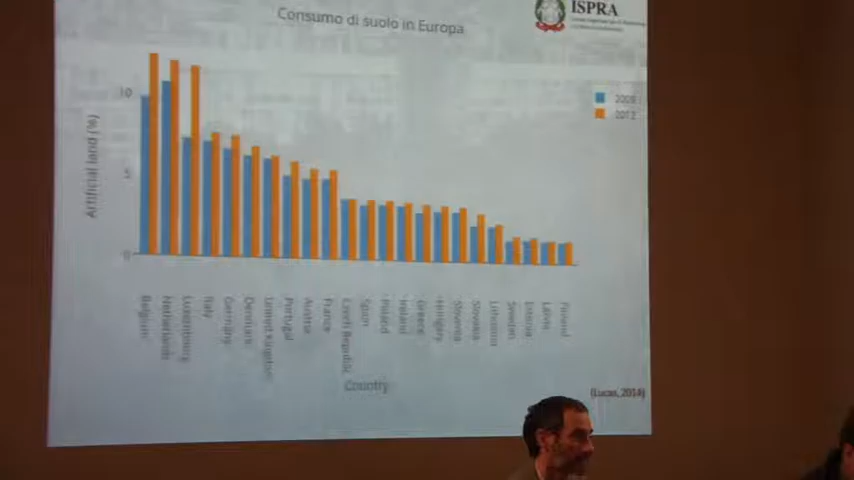 Consumo di suolo in Europa
ISPRA
10
2009
2012
Artificial land (%)
5
0
Belgium
Netherlands
Luxembourg
Italy
Germany
Denmark
United Kingdom
Portugal
Austria
France
Czech Republic
Spain
Poland
Ireland
Greece
Hungary
Slovenia
Slovakia
Lithuania
Sweden
Estonia
Latvia
Finland
Country
(Lucas, 2014)